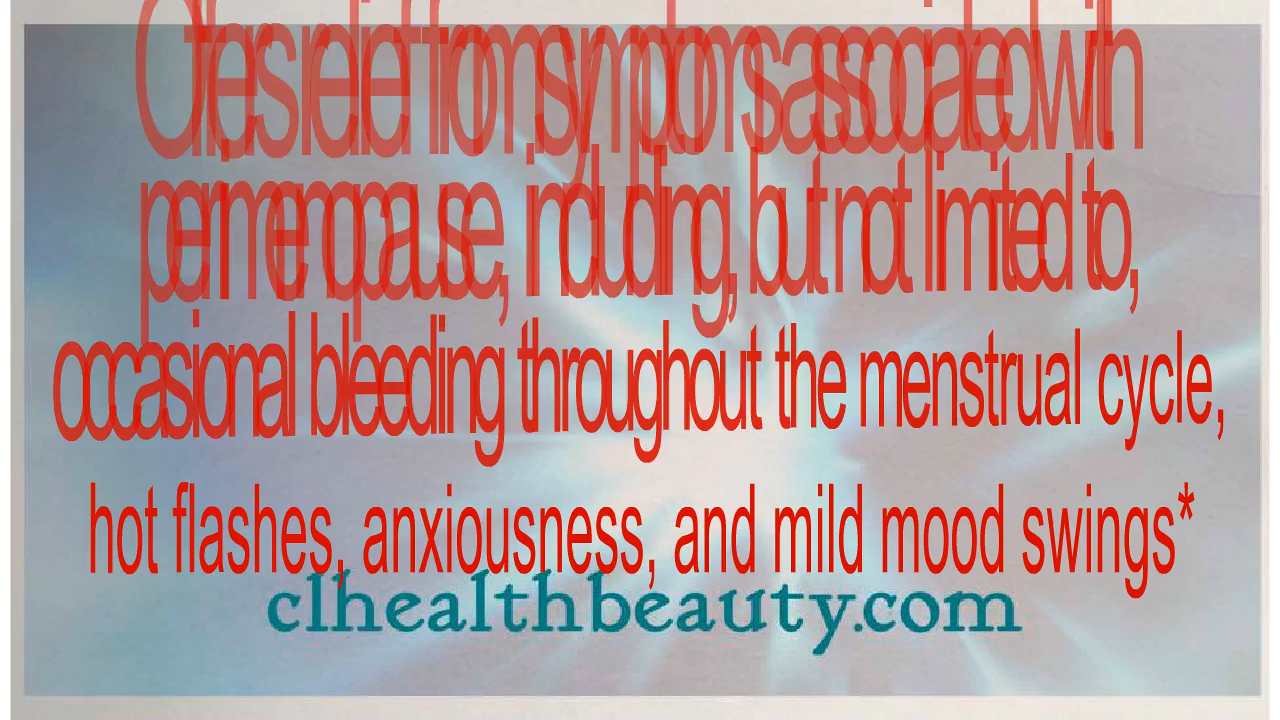 Offers relief from symptoms associated with
perimenopause, including, but not limited to,
occasional bleeding throughout the menstrual cycle,
hot flashes, anxiousness, and mild mood swings*
clhealthbeauty.com